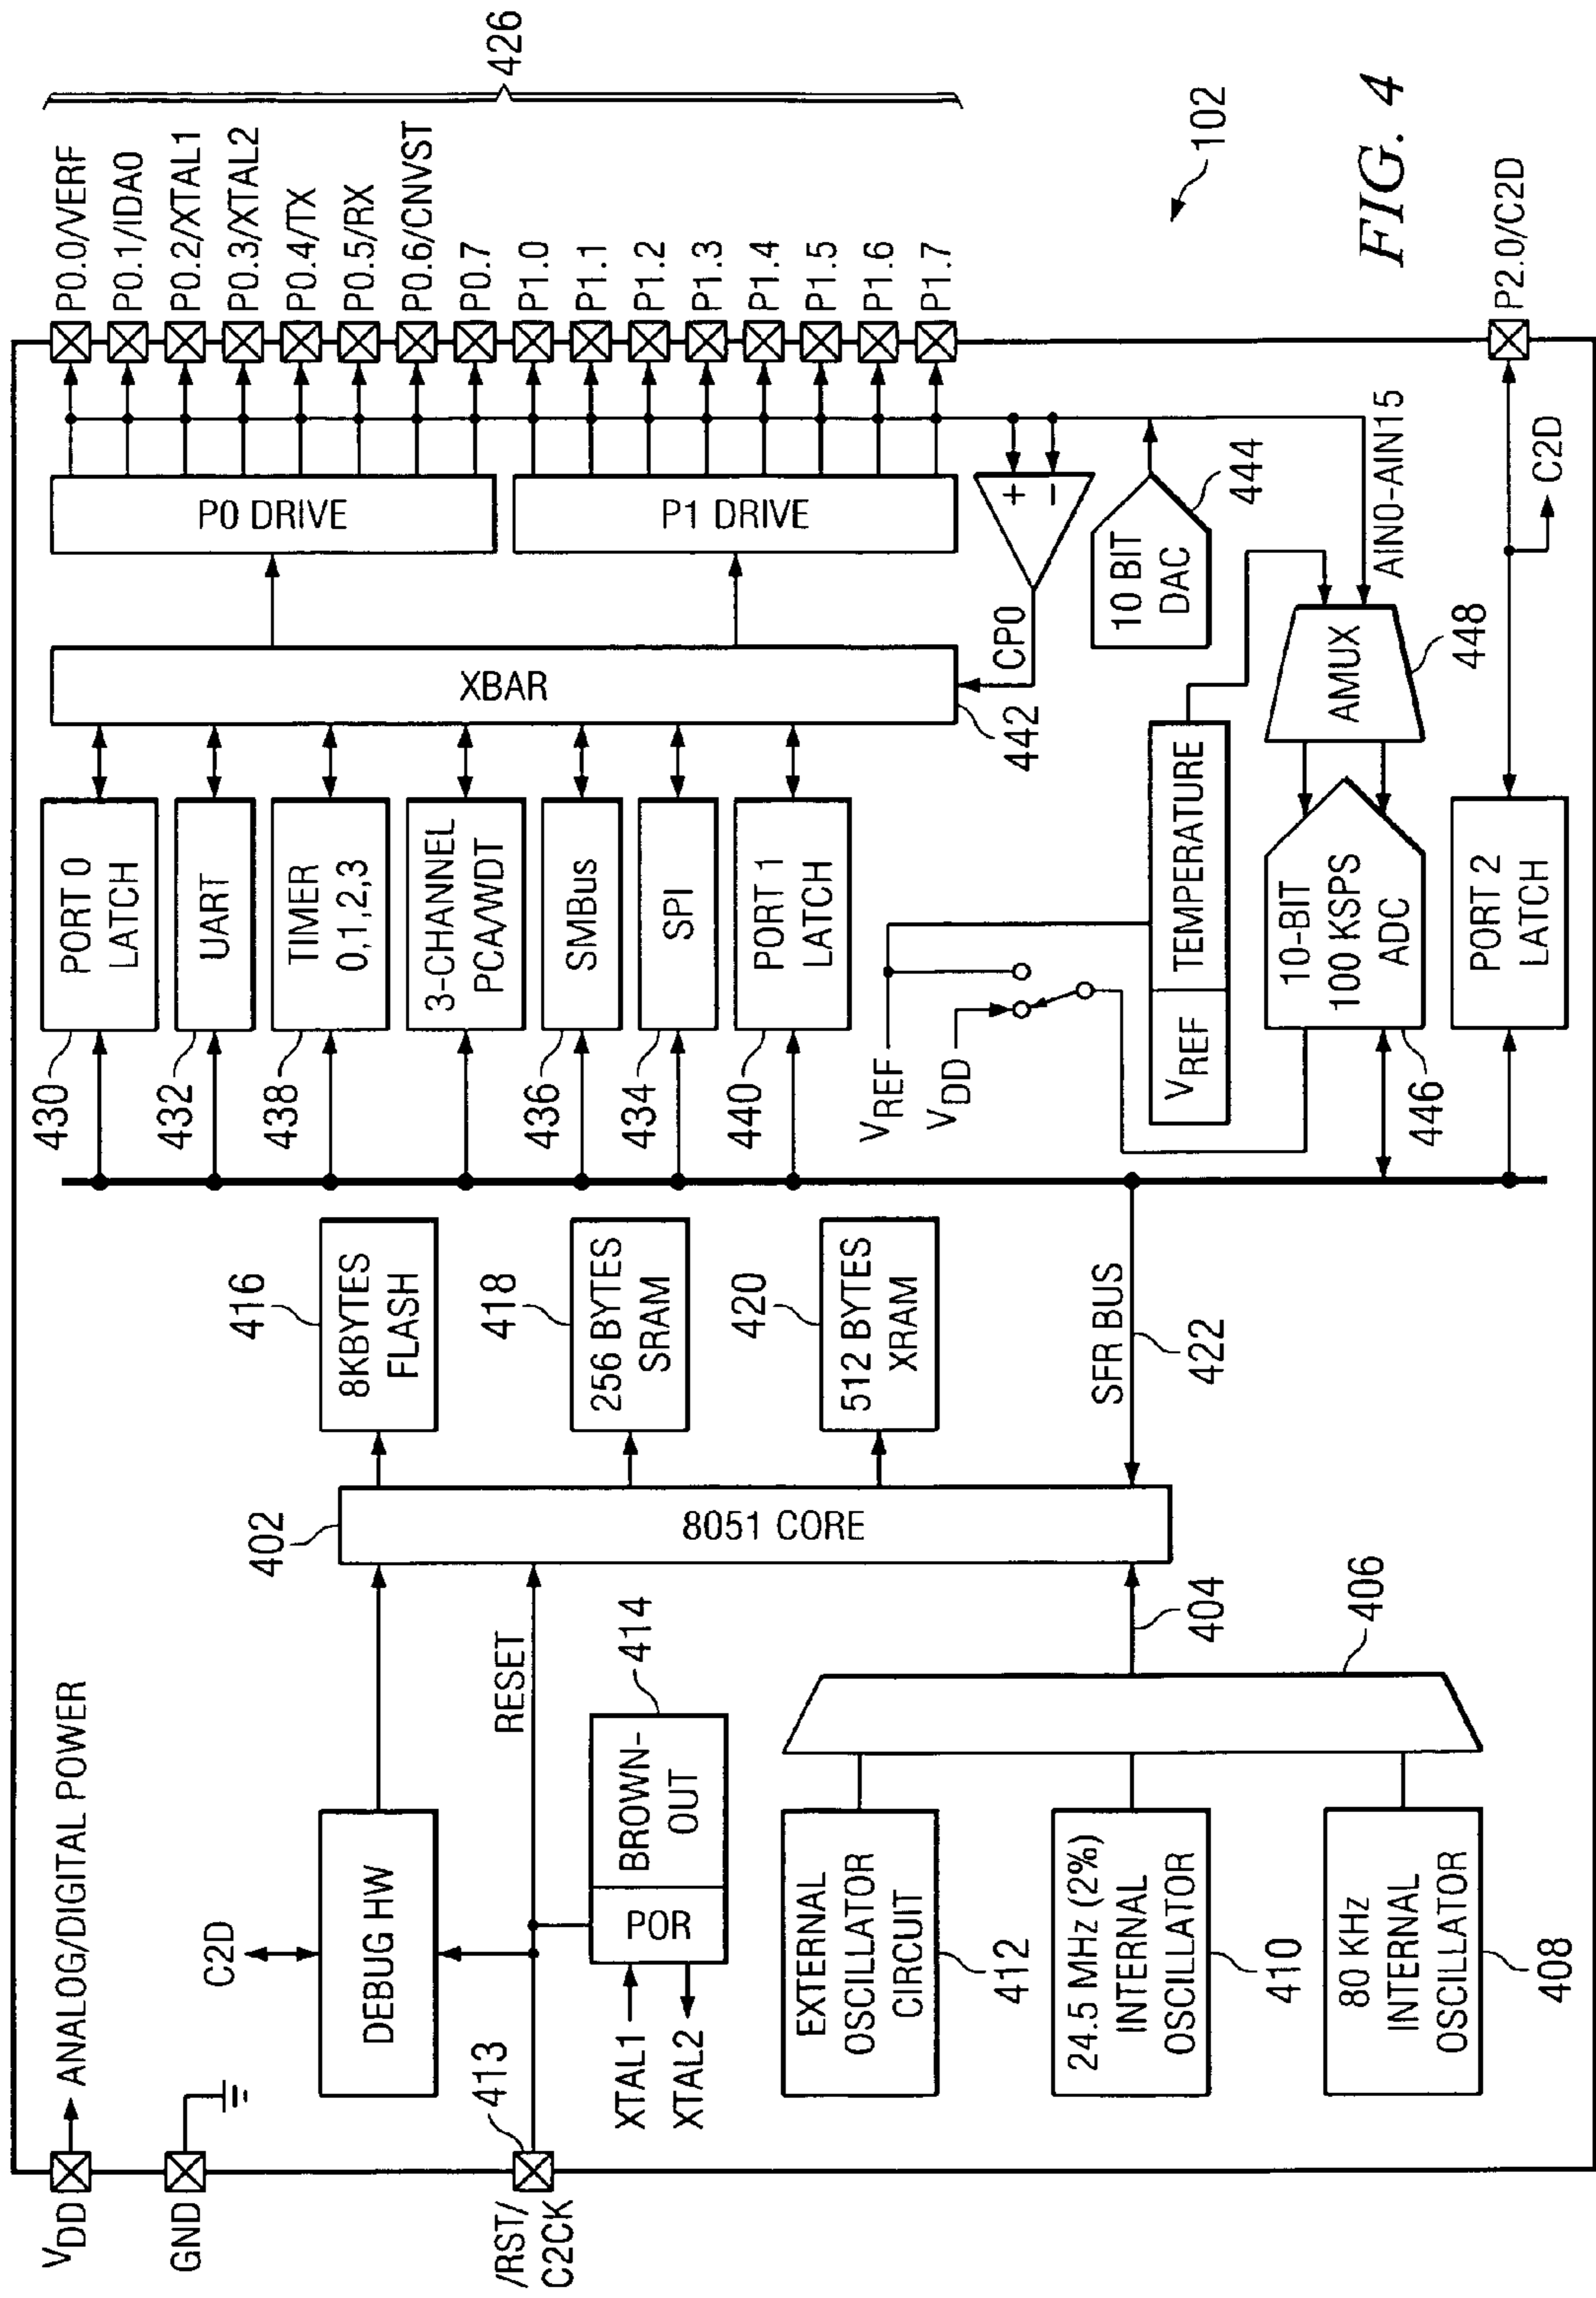 V_DD
ANALOG/DIGITAL POWER
GND
/RST/
C2CK
413
C2D
DEBUG HW
RESET
XTAL1
XTAL2
POR
BROWN-
OUT
414
EXTERNAL
OSCILLATOR
CIRCUIT
412
24.5 MHz (2%)
INTERNAL
OSCILLATOR
410
80 KHz
INTERNAL
OSCILLATOR
408
406
404
402
8051 CORE
416
8KBYTES
FLASH
418
256 BYTES
SRAM
420
512 BYTES
XRAM
SFR BUS
422
430
PORT 0
LATCH
432
UART
438
TIMER
0,1,2,3
3-CHANNEL
PCA/WDT
436
SMBus
434
SPI
440
PORT 1
LATCH
V_REF
V_DD
V_REF
TEMPERATURE
10-BIT
100 KSPS
ADC
446
PORT 2
LATCH
XBAR
442
CP0
+
−
10 BIT
DAC
444
AMUX
448
AIN0-AIN15
C2D
P0 DRIVE
P1 DRIVE
P0.0/VERF
P0.1/IDA0
P0.2/XTAL1
P0.3/XTAL2
P0.4/TX
P0.5/RX
P0.6/CNVST
P0.7
P1.0
P1.1
P1.2
P1.3
P1.4
P1.5
P1.6
P1.7
426
P2.0/C2D
102
FIG. 4